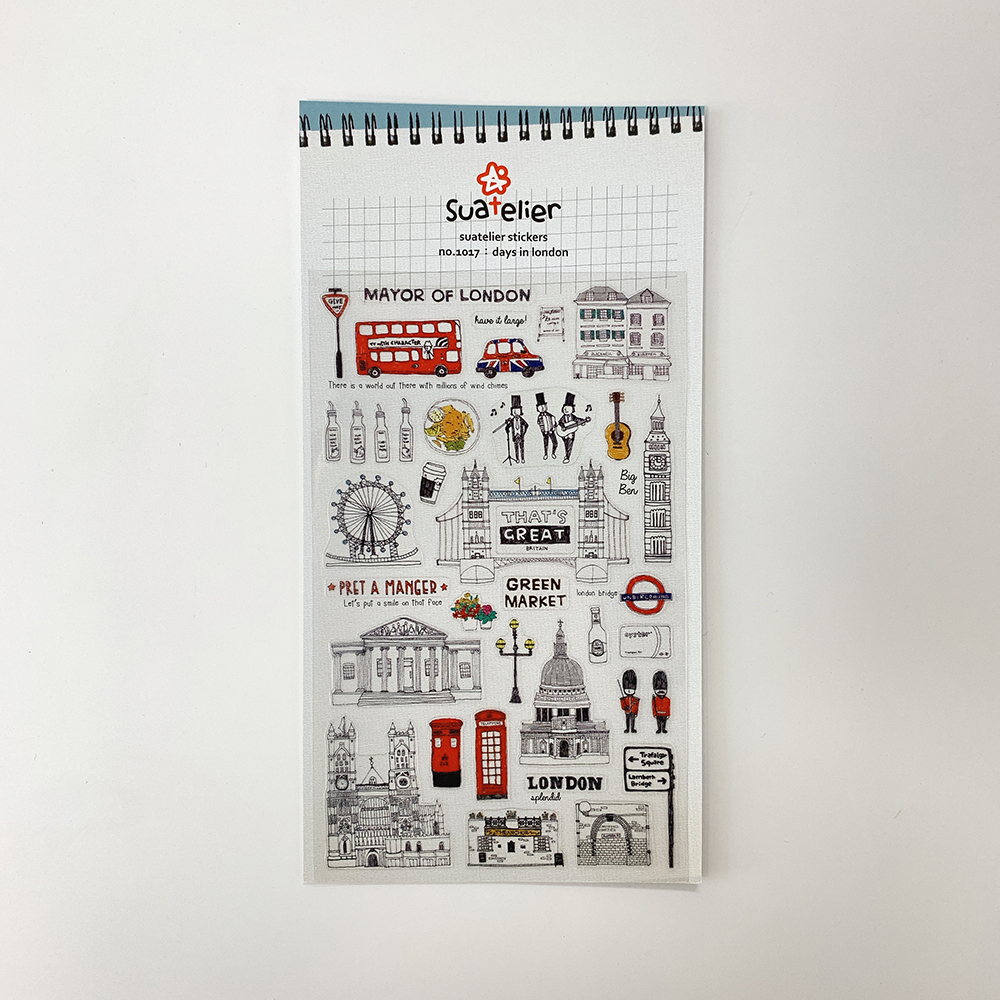 suatelier
suatelier stickers
no.1017 : days in london
GIVE
MAYOR OF LONDON
have it large!
There is a world out there with millions of wind chimes
Big
Ben
THAT'S
GREAT
BRITAIN
PRET A MANGER
Let's put a smile on that face
GREEN
MARKET
london bridge
oyster
TELEPHONE
Trafalgar
Square
Lambeth
Bridge
LONDON
splendid